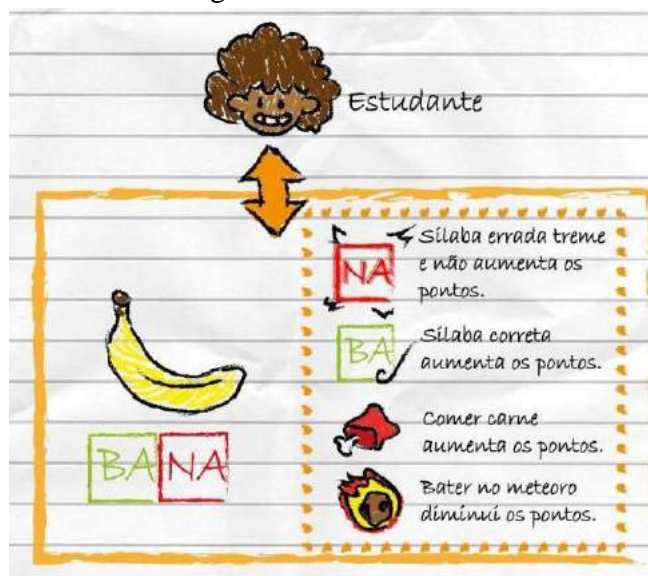 Estudante
NA
Sílaba errada treme
e não aumenta os
pontos.
BA
Sílaba correta
aumenta os pontos.
Comer carne
aumenta os pontos.
Bater no meteoro
diminui os pontos.
BA NA